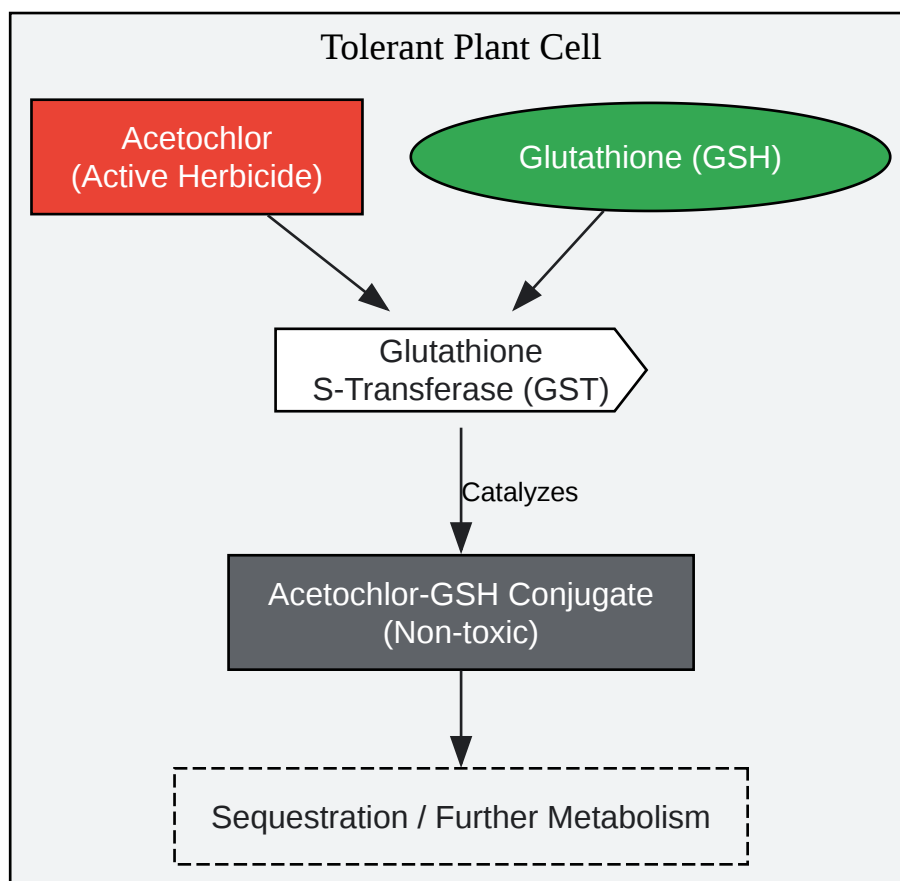 Tolerant Plant Cell
Acetochlor
(Active Herbicide)
Glutathione (GSH)
Glutathione
S-Transferase (GST)
Catalyzes
Acetochlor-GSH Conjugate
(Non-toxic)
Sequestration / Further Metabolism